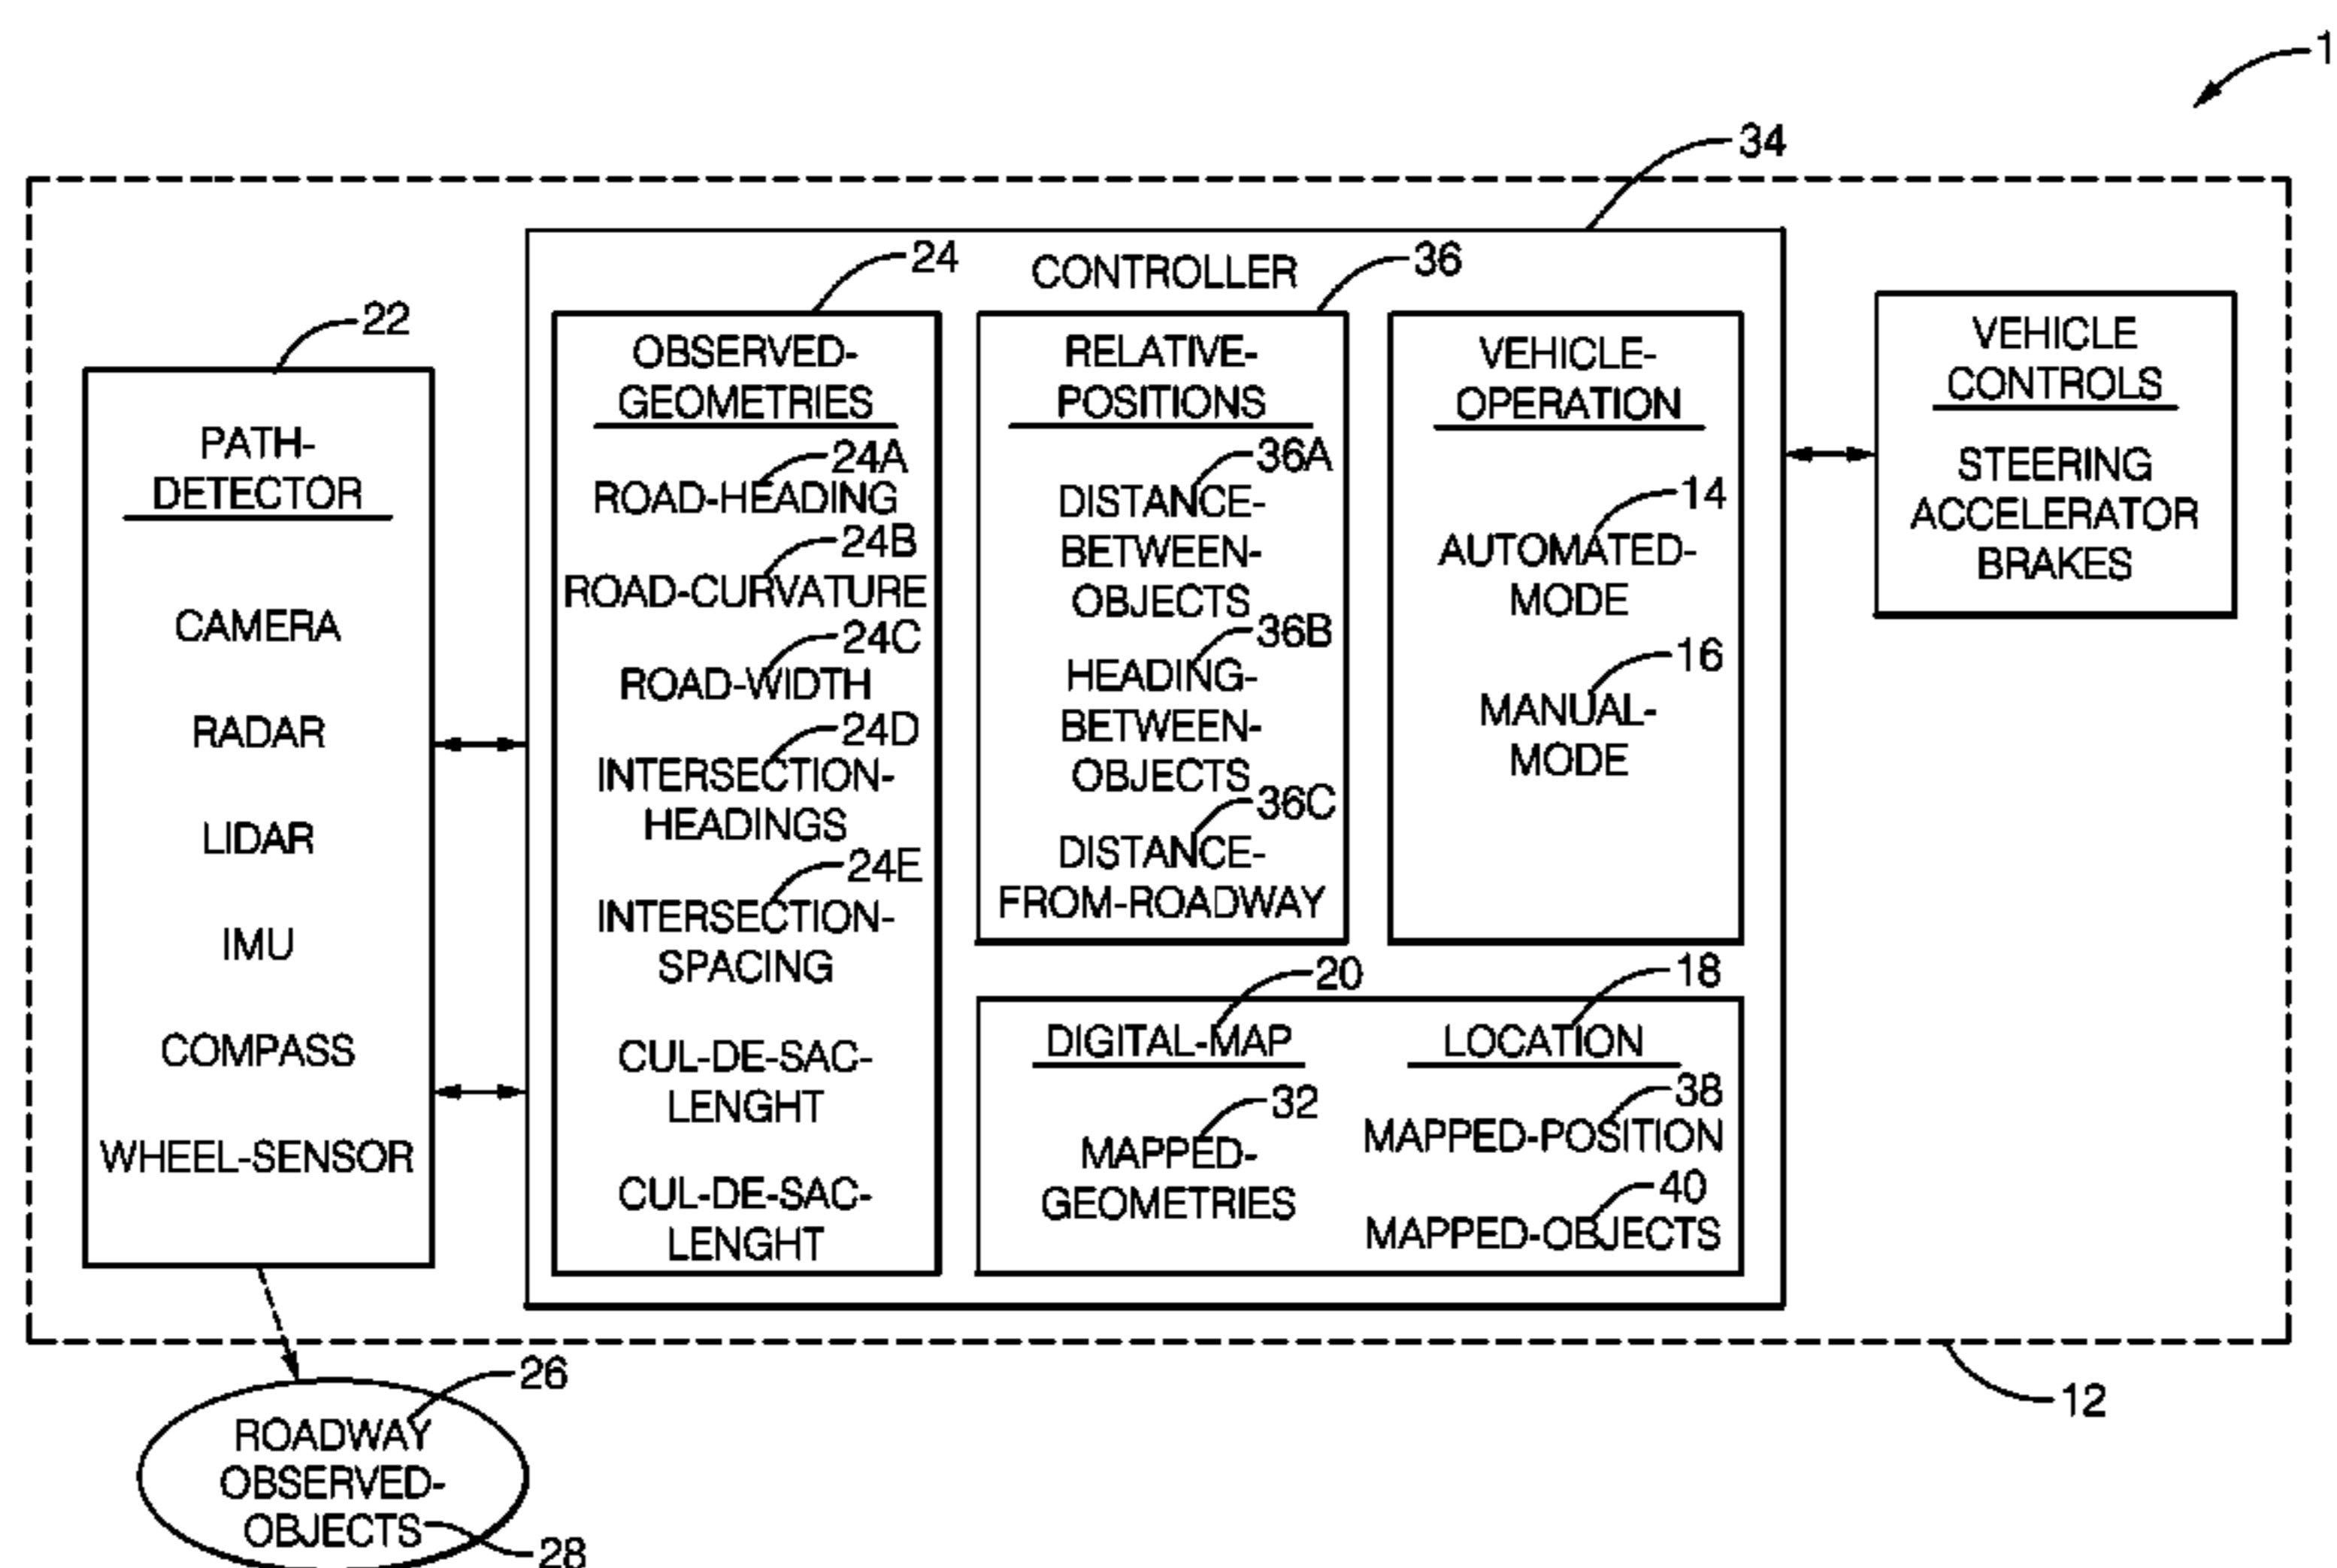 1
34
CONTROLLER
22
PATH-
DETECTOR
CAMERA
RADAR
LIDAR
IMU
COMPASS
WHEEL-SENSOR
24
OBSERVED-
GEOMETRIES
24A
ROAD-HEADING
24B
ROAD-CURVATURE
24C
ROAD-WIDTH
24D
INTERSECTION-
HEADINGS
24E
INTERSECTION-
SPACING
CUL-DE-SAC-
LENGHT
CUL-DE-SAC-
LENGHT
36
RELATIVE-
POSITIONS
36A
DISTANCE-
BETWEEN-
OBJECTS
36B
HEADING-
BETWEEN-
OBJECTS
36C
DISTANCE-
FROM-ROADWAY
VEHICLE-
OPERATION
14
AUTOMATED-
MODE
16
MANUAL-
MODE
20
DIGITAL-MAP
32
MAPPED-
GEOMETRIES
18
LOCATION
38
MAPPED-POSITION
40
MAPPED-OBJECTS
VEHICLE
CONTROLS
STEERING
ACCELERATOR
BRAKES
12
26
ROADWAY
OBSERVED-
OBJECTS
28